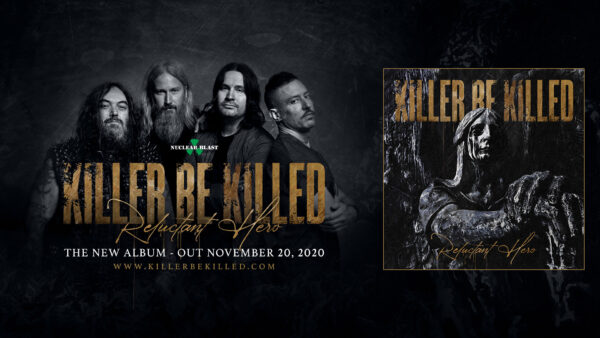 NUCLEAR BLAST
KILLER BE KILLED
Reluctant Hero
THE NEW ALBUM - OUT NOVEMBER 20, 2020
WWW.KILLERBEKILLED.COM
KILLER BE KILLED
Reluctant Hero